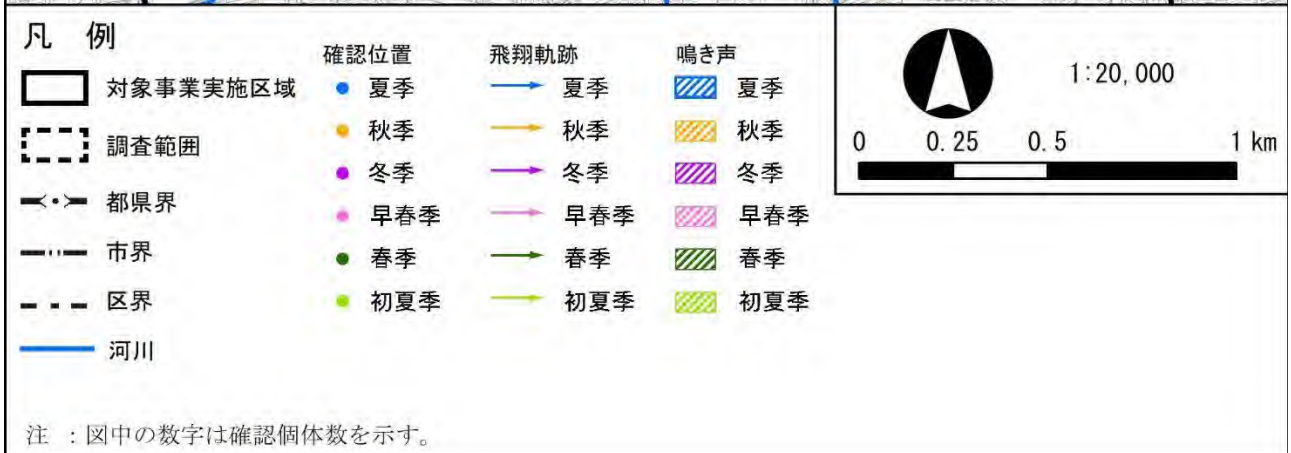 凡 例
対象事業実施区域
調査範囲
都県界
市界
区界
河川
確認位置
夏季
秋季
冬季
早春季
春季
初夏季
飛翔軌跡
夏季
秋季
冬季
早春季
春季
初夏季
鳴き声
夏季
秋季
冬季
早春季
春季
初夏季
1:20,000
0 0.25 0.5 1 km
注 :図中の数字は確認個体数を示す。